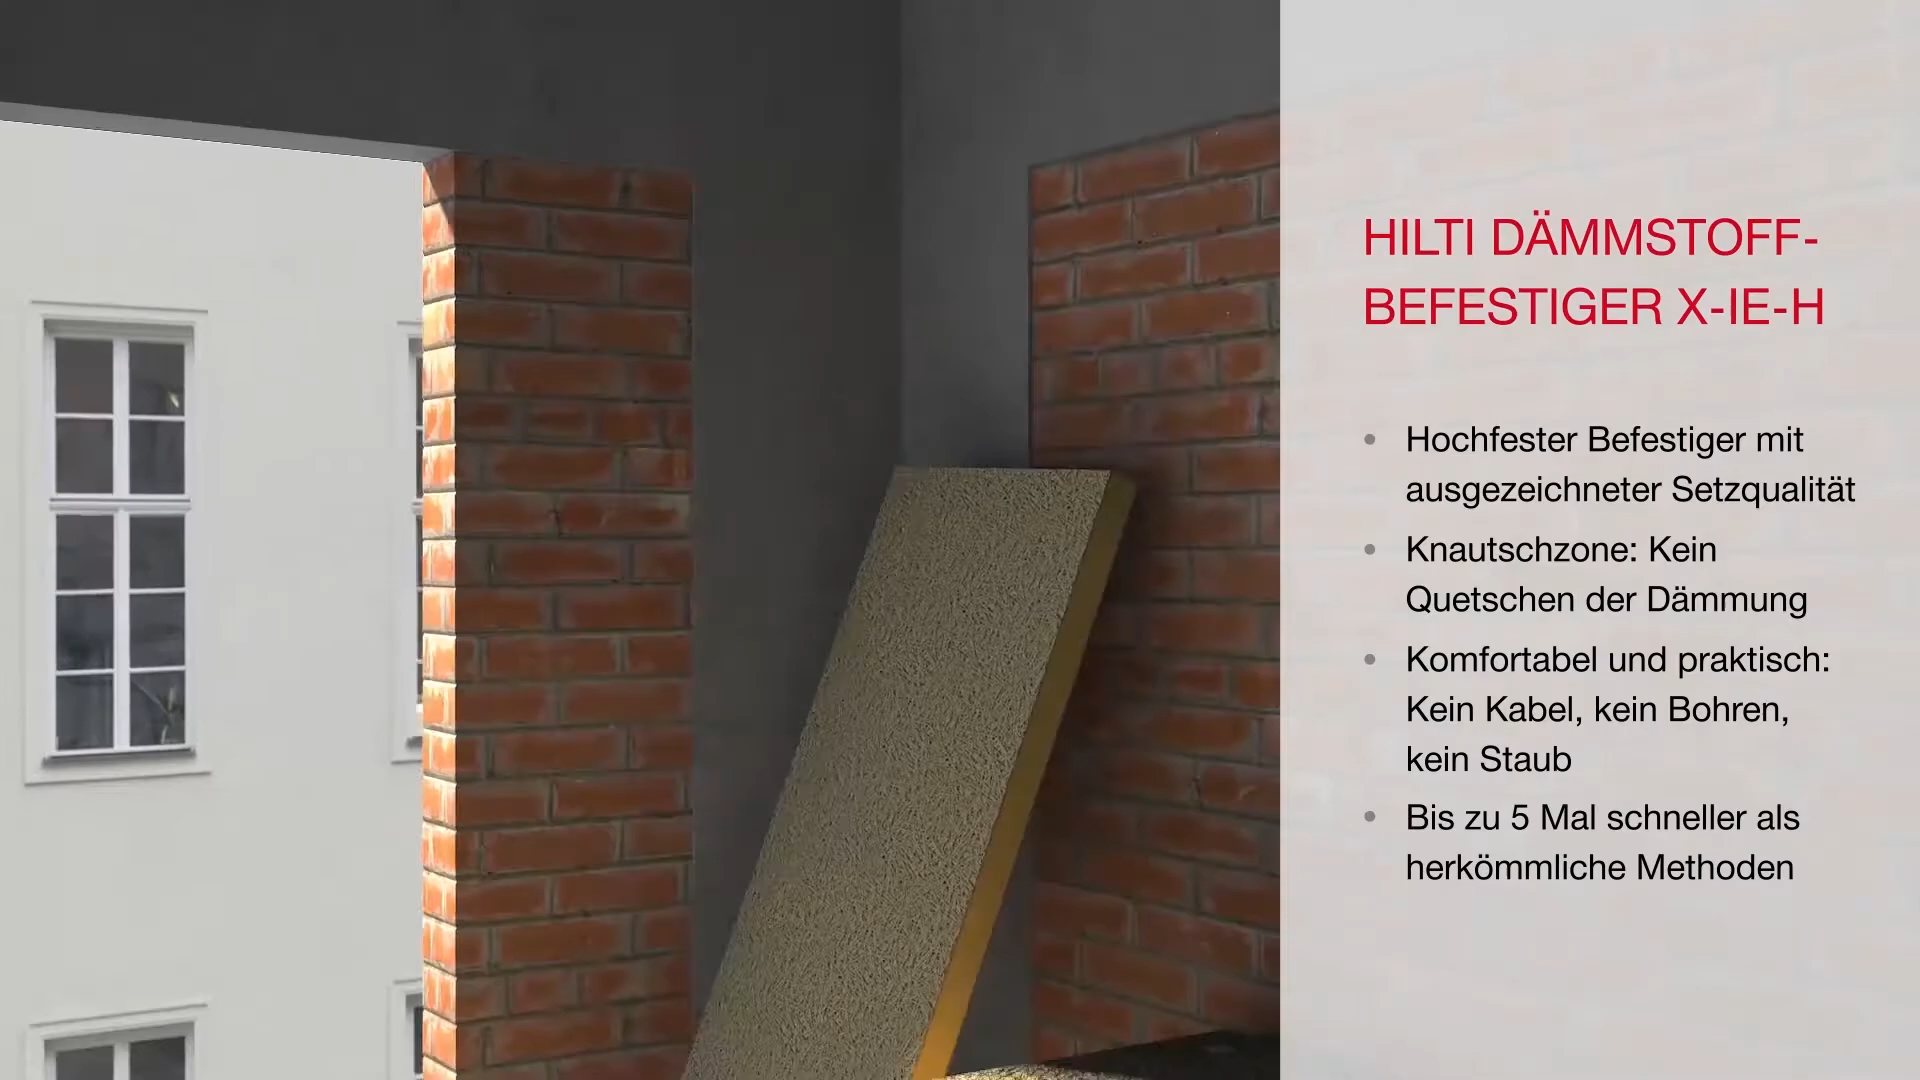 HILTI DÄMMSTOFF-
BEFESTIGER X-IE-H
• Hochfester Befestiger mit
ausgezeichneter Setzqualität
• Knautschzone: Kein
Quetschen der Dämmung
• Komfortabel und praktisch:
Kein Kabel, kein Bohren,
kein Staub
• Bis zu 5 Mal schneller als
herkömmliche Methoden